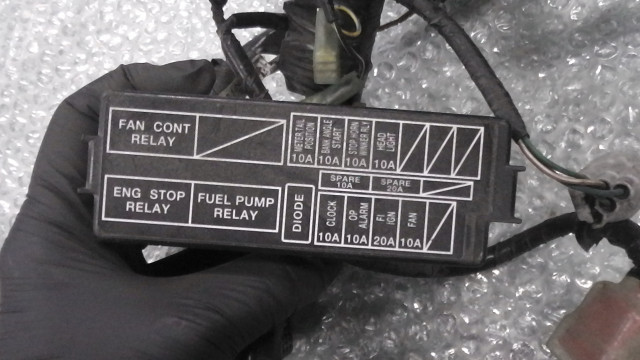 FAN CONT
RELAY
METER TAIL
POSITION
10A
BANK ANGLE
START
10A
STOP HORN
WINKER RLY
10A
HEAD
LIGHT
10A
SPARE
10A
SPARE
20A
ENG STOP
RELAY
FUEL PUMP
RELAY
DIODE
CLOCK
10A
OP
ALARM
10A
FI
IGN
20A
FAN
10A